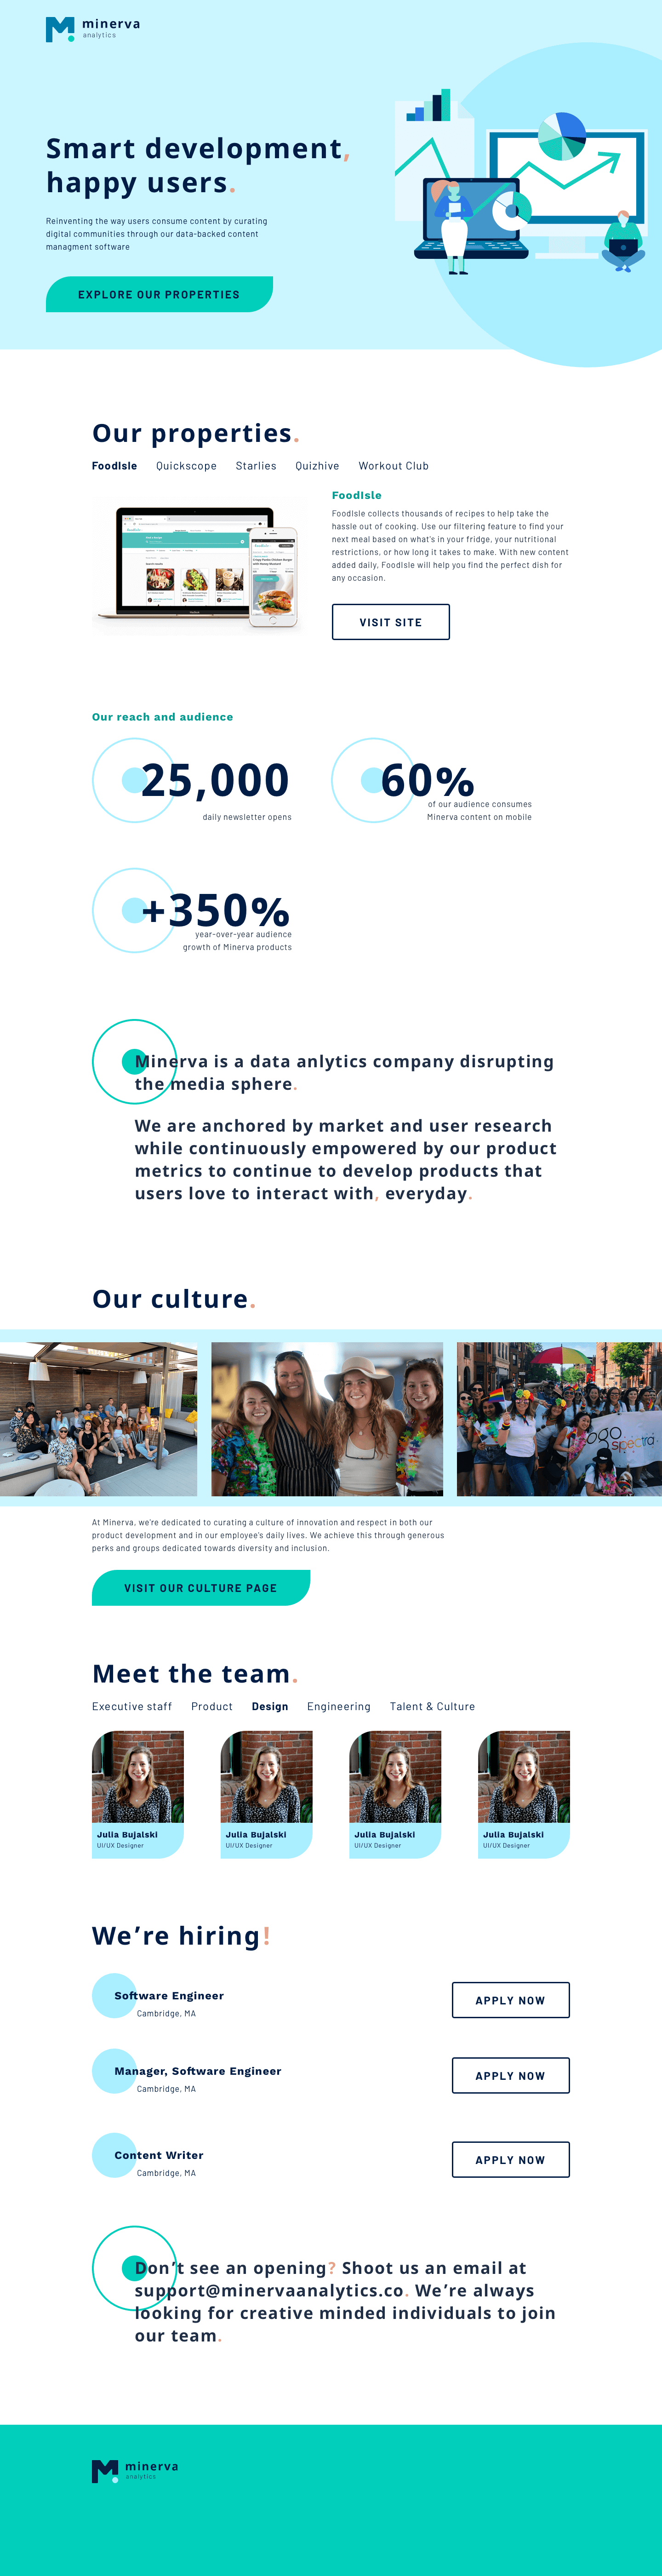 minerva
analytics
Smart development,
happy users.
Reinventing the way users consume content by curating
digital communities through our data-backed content
managment software
EXPLORE OUR PROPERTIES
Our properties.
FoodIsle Quickscope Starlies Quizhive Workout Club
FoodIsle
FoodIsle collects thousands of recipes to help take the
hassle out of cooking. Use our filtering feature to find your
next meal based on what's in your fridge, your nutritional
restrictions, or how long it takes to make. With new content
added daily, FoodIsle will help you find the perfect dish for
any occasion.
VISIT SITE
Our reach and audience
25,000
daily newsletter opens
60%
of our audience consumes
Minerva content on mobile
+350%
year-over-year audience
growth of Minerva products
Minerva is a data anlytics company disrupting
the media sphere.
We are anchored by market and user research
while continuously empowered by our product
metrics to continue to develop products that
users love to interact with, everyday.
Our culture.
spectra
At Minerva, we're dedicated to curating a culture of innovation and respect in both our
product development and in our employee's daily lives. We achieve this through generous
perks and groups dedicated towards diversity and inclusion.
VISIT OUR CULTURE PAGE
Meet the team.
Executive staff Product Design Engineering Talent & Culture
Julia Bujalski
UI/UX Designer
Julia Bujalski
UI/UX Designer
Julia Bujalski
UI/UX Designer
Julia Bujalski
UI/UX Designer
We're hiring!
Software Engineer
Cambridge, MA
APPLY NOW
Manager, Software Engineer
Cambridge, MA
APPLY NOW
Content Writer
Cambridge, MA
APPLY NOW
Don't see an opening? Shoot us an email at
support@minervaanalytics.co. We're always
looking for creative minded individuals to join
our team.
minerva
analytics